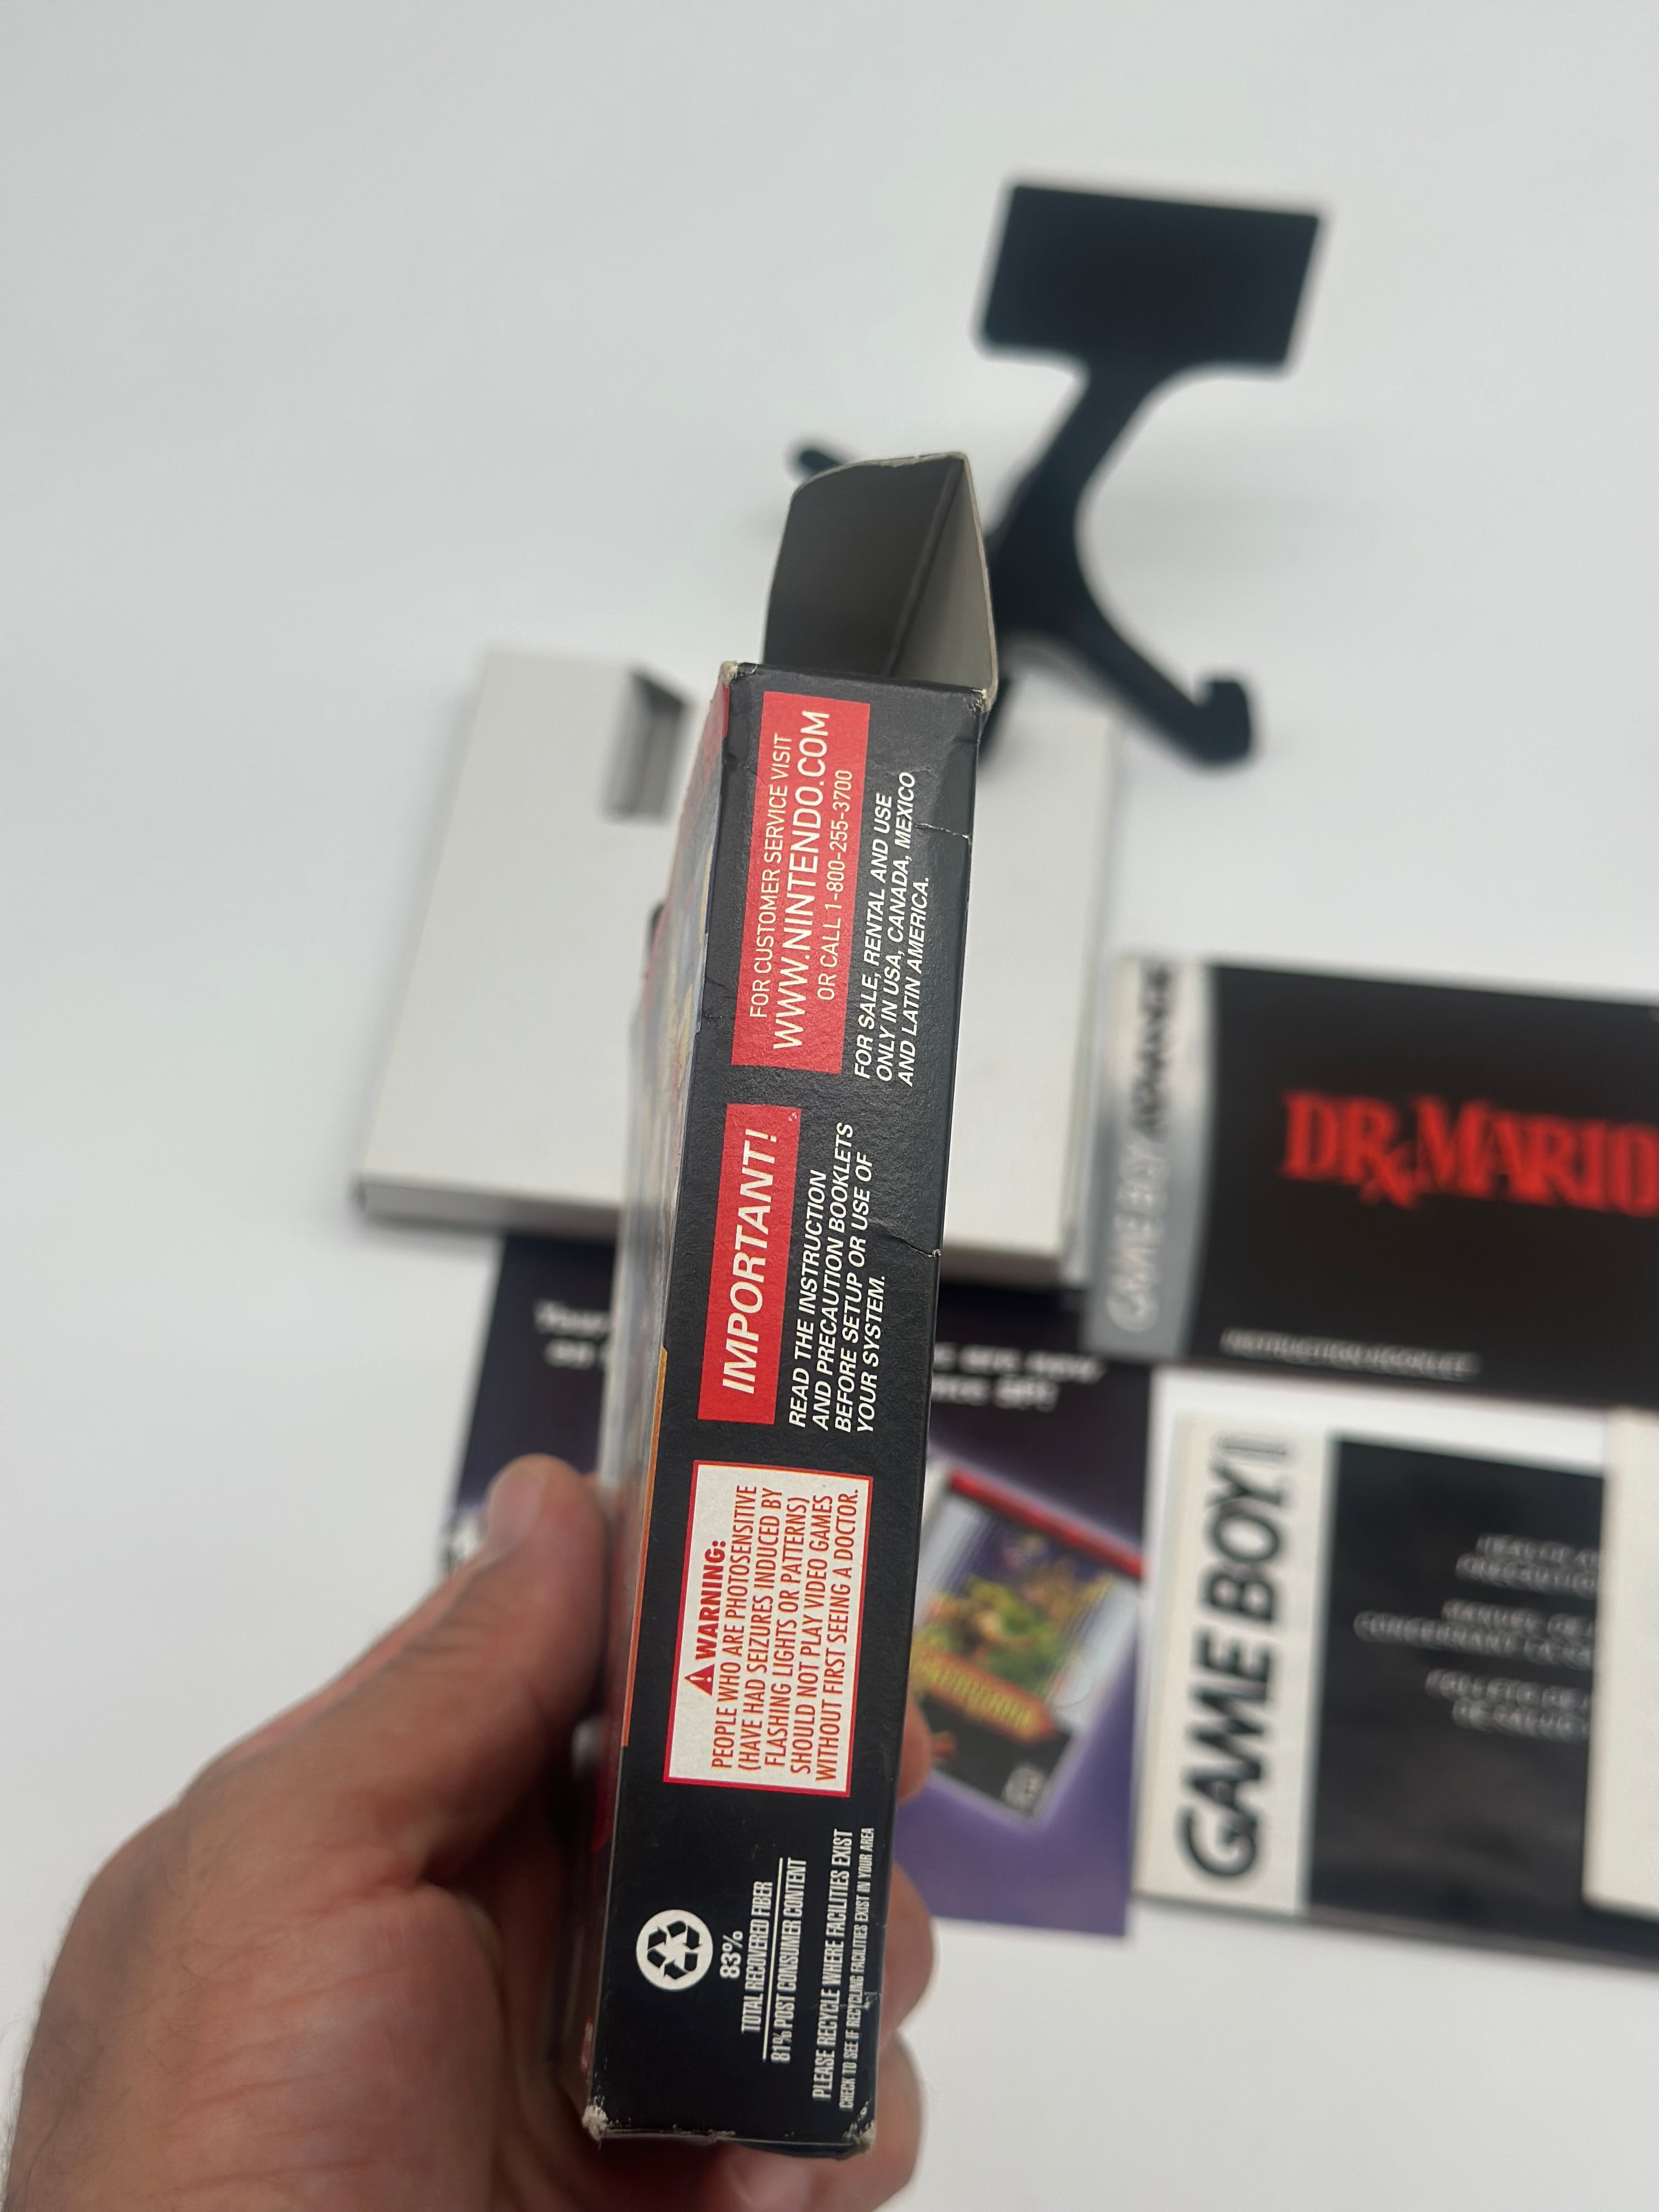 FOR CUSTOMER SERVICE VISIT
WWW.NINTENDO.COM
OR CALL 1-800-255-3700
FOR SALE, RENTAL AND USE
ONLY IN USA, CANADA, MEXICO
AND LATIN AMERICA.
IMPORTANT!
READ THE INSTRUCTION
AND PRECAUTION BOOKLETS
BEFORE SETUP OR USE OF
YOUR SYSTEM.
WARNING:
PEOPLE WHO ARE PHOTOSENSITIVE
(HAVE HAD SEIZURES INDUCED BY
FLASHING LIGHTS OR PATTERNS)
SHOULD NOT PLAY VIDEO GAMES
WITHOUT FIRST SEEING A DOCTOR.
83%
TOTAL RECOVERED FIBER
81% POST CONSUMER CONTENT
PLEASE RECYCLE WHERE FACILITIES EXIST
CHECK TO SEE IF RECYCLING FACILITIES EXIST IN YOUR AREA
GAME BOY ADVANCE
DR. MARIO
INSTRUCTION BOOKLET
GAME BOY